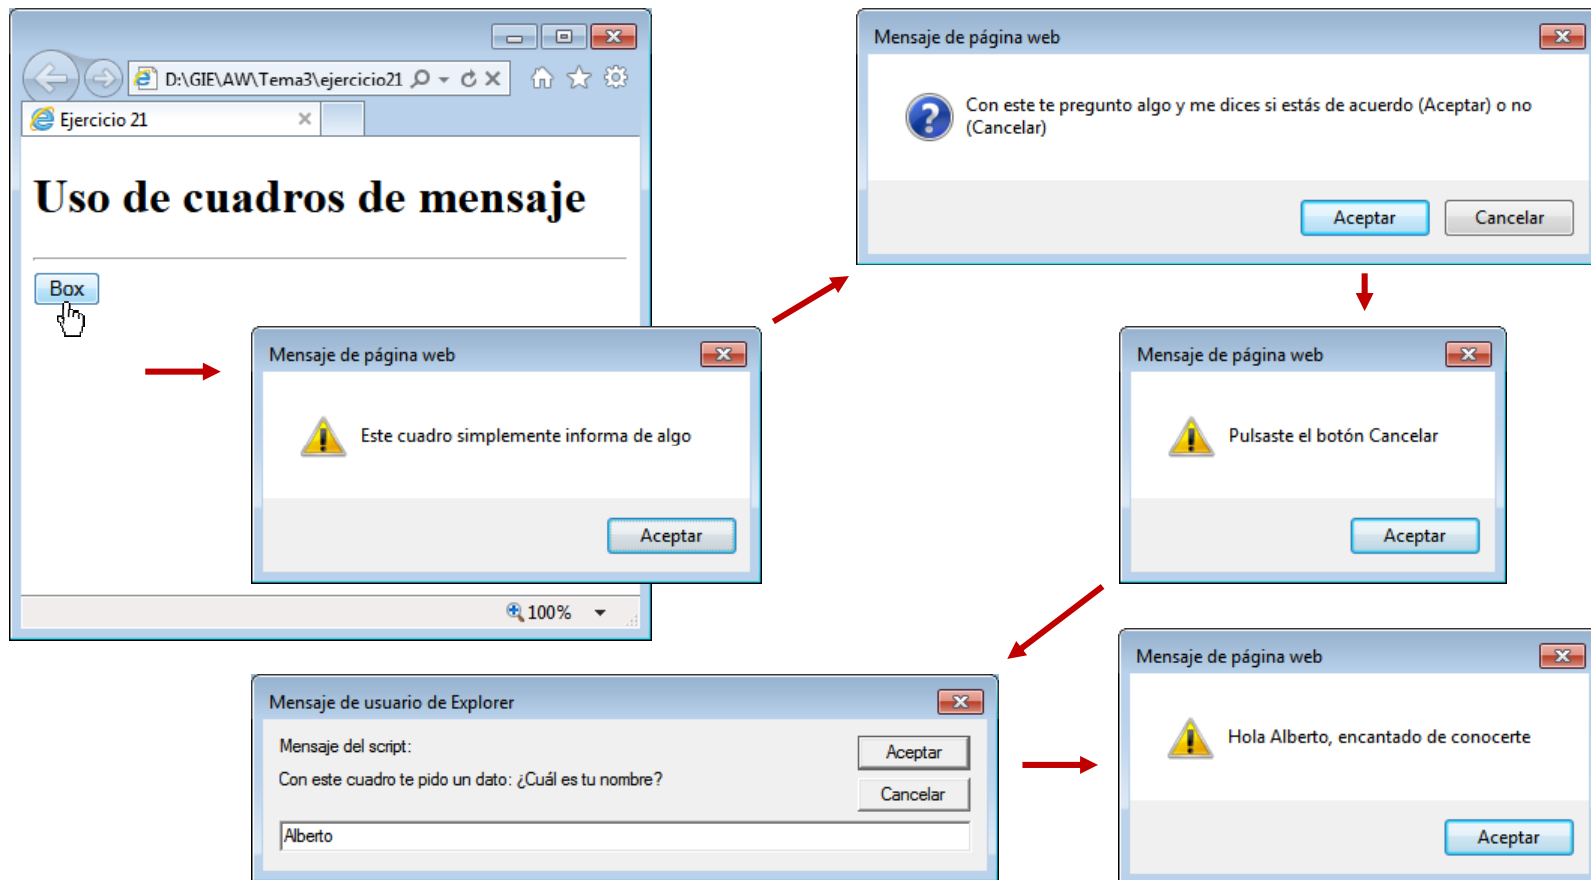 D:\GIE\AW\Tema3\ejercicio21
Ejercicio 21
Uso de cuadros de mensaje
Box
100%
Mensaje de página web
Este cuadro simplemente informa de algo
Aceptar
Mensaje de página web
Con este te pregunto algo y me dices si estás de acuerdo (Aceptar) o no
(Cancelar)
Aceptar
Cancelar
Mensaje de página web
Pulsaste el botón Cancelar
Aceptar
Mensaje de usuario de Explorer
Mensaje del script:
Con este cuadro te pido un dato: ¿Cuál es tu nombre?
Aceptar
Cancelar
Alberto
Mensaje de página web
Hola Alberto, encantado de conocerte
Aceptar